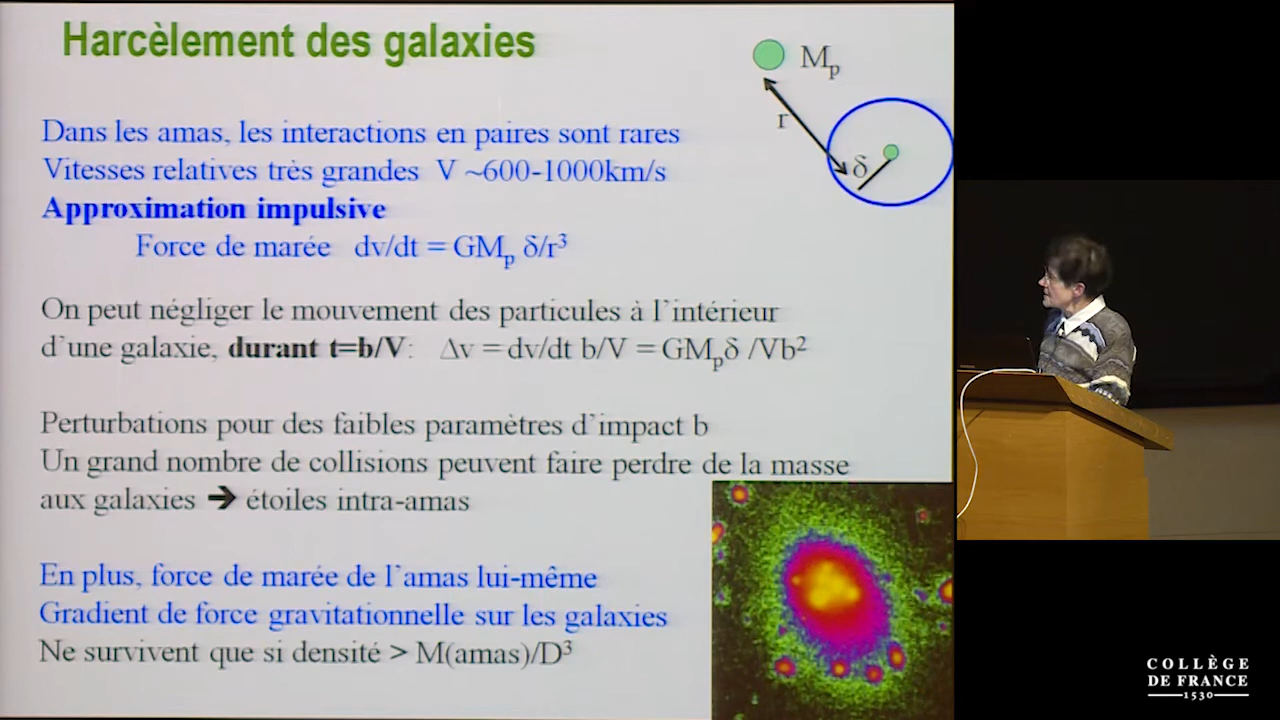 Harcèlement des galaxies
M_p
r
δ
Dans les amas, les interactions en paires sont rares
Vitesses relatives très grandes V ~600-1000km/s
Approximation impulsive
Force de marée dv/dt = GM_p δ/r³
On peut négliger le mouvement des particules à l'intérieur
d'une galaxie, durant t=b/V: Δv = dv/dt b/V = GM_pδ /Vb²
Perturbations pour des faibles paramètres d'impact b
Un grand nombre de collisions peuvent faire perdre de la masse
aux galaxies ➔ étoiles intra-amas
En plus, force de marée de l'amas lui-même
Gradient de force gravitationnelle sur les galaxies
Ne survivent que si densité > M(amas)/D³
COLLÈGE
DE FRANCE
1530